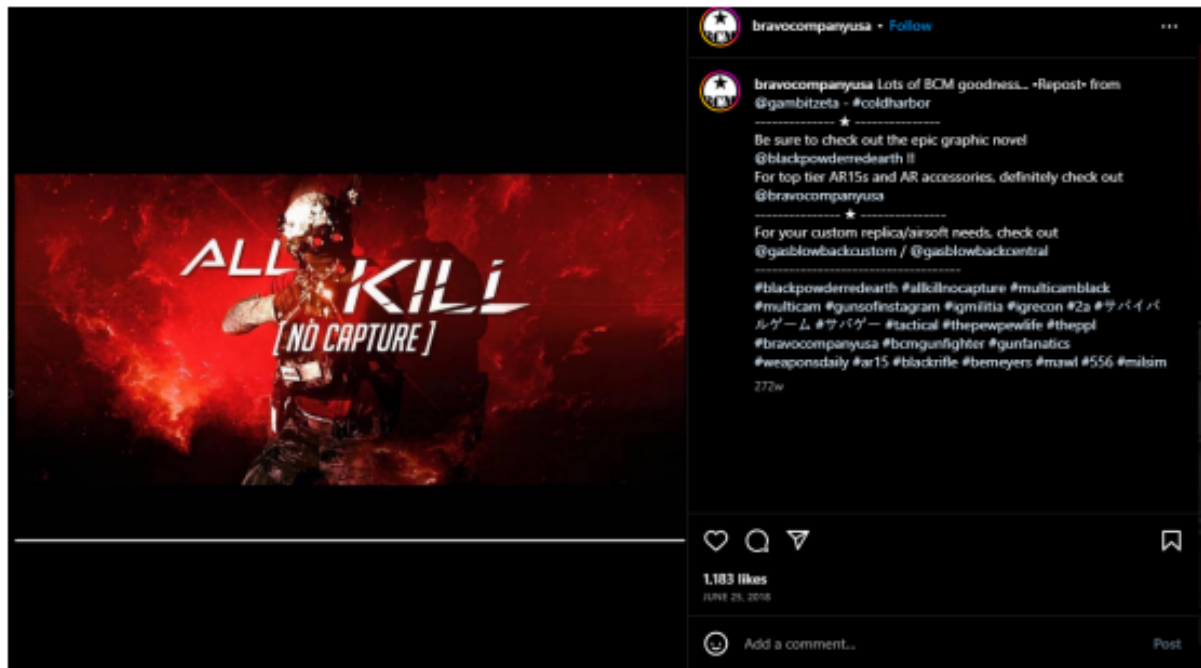 ALL KILL
[NO CAPTURE]
bravocompanyusa • Follow
bravocompanyusa Lots of BCM goodness... •Repost• from
@gambitzeta - #coldharbor
---------------- ★ ----------------
Be sure to check out the epic graphic novel
@blackpowderredearth !!
For top tier AR15s and AR accessories, definitely check out
@bravocompanyusa
---------------- ★ ----------------
For your custom replica/airsoft needs, check out
@gasblowbackcustom / @gasblowbackcentral
---------------------------------------
#blackpowderredearth #allkillnocapture #multicamblack
#multicam #gunsofinstagram #igmilitia #igrecon #2a #サバイバ
ルゲーム #サバゲー #tactical #thepewpewlife #theppl
#bravocompanyusa #bcmgunfighter #gunfanatics
#weaponsdaily #ar15 #blackrifle #bemeyers #mawl #556 #milsim
272w
1,183 likes
JUNE 25, 2018
Add a comment...
Post